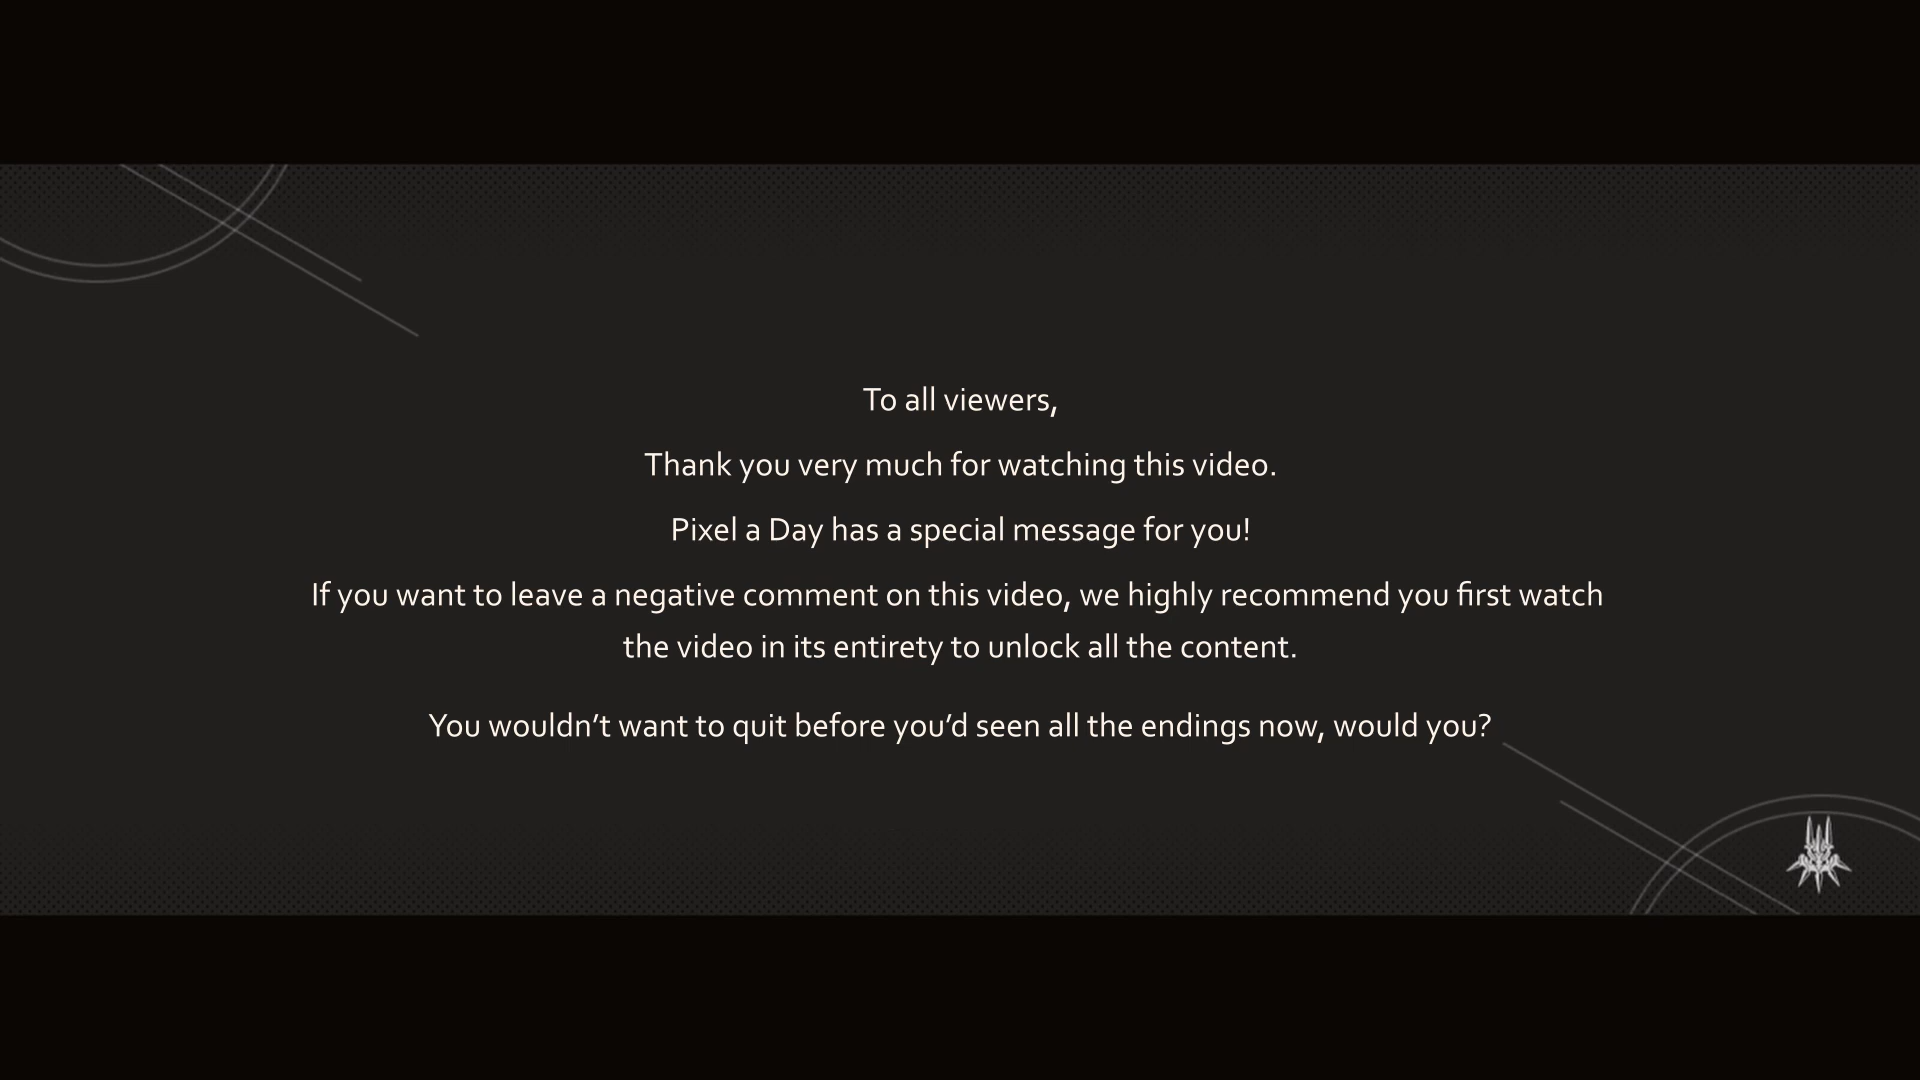 To all viewers,
Thank you very much for watching this video.
Pixel a Day has a special message for you!
If you want to leave a negative comment on this video, we highly recommend you first watch
the video in its entirety to unlock all the content.
You wouldn’t want to quit before you’d seen all the endings now, would you?